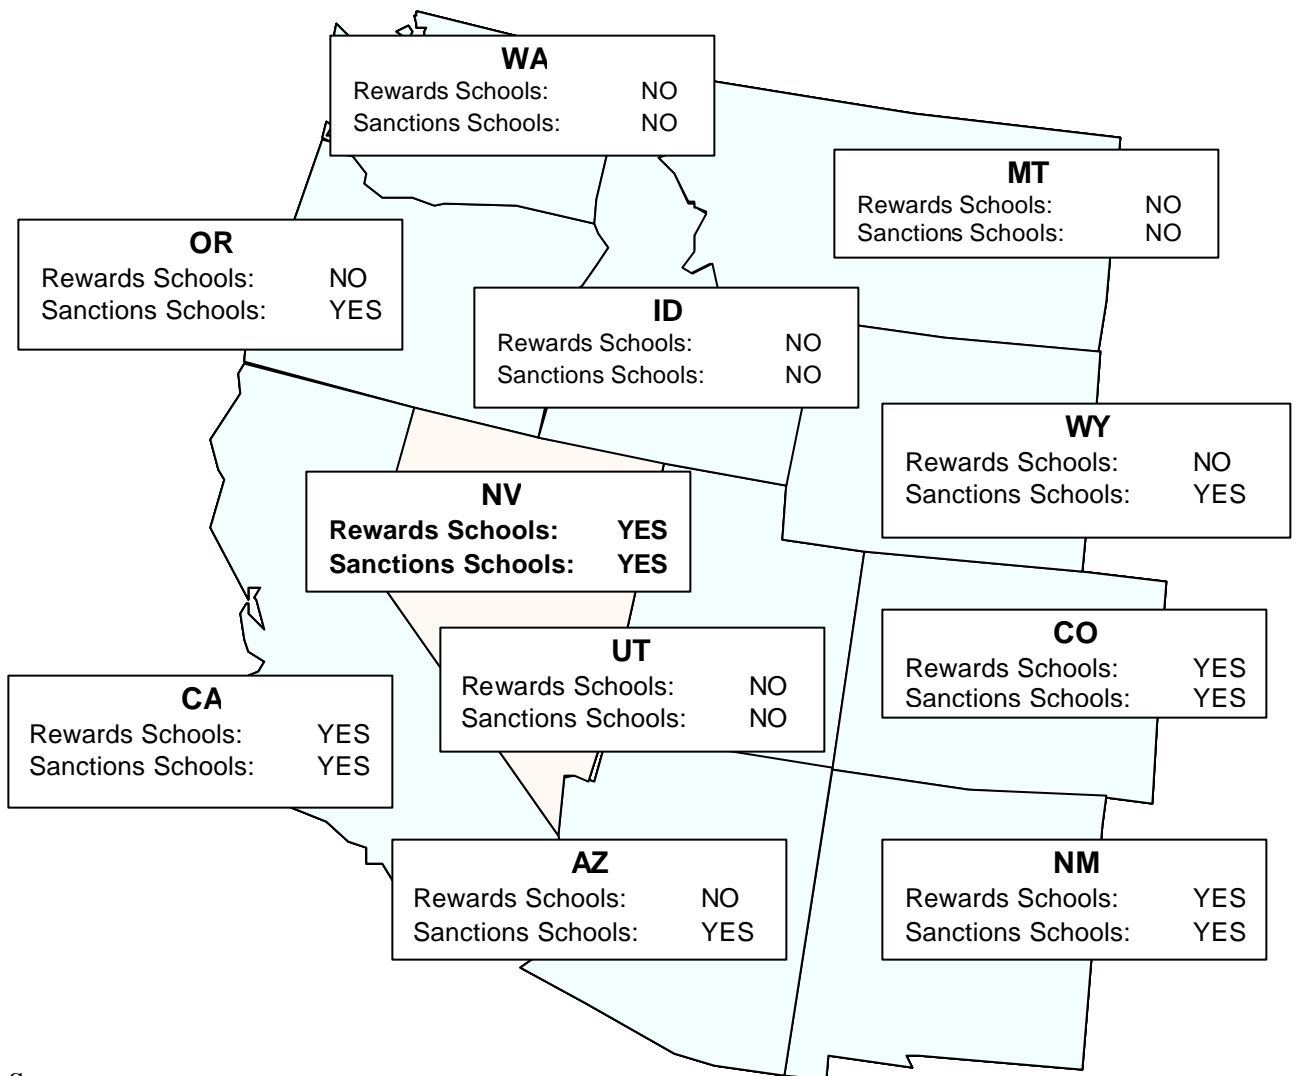 WA
Rewards Schools: NO
Sanctions Schools: NO
MT
Rewards Schools: NO
Sanctions Schools: NO
OR
Rewards Schools: NO
Sanctions Schools: YES
ID
Rewards Schools: NO
Sanctions Schools: NO
WY
Rewards Schools: NO
Sanctions Schools: YES
NV
Rewards Schools: YES
Sanctions Schools: YES
CO
Rewards Schools: YES
Sanctions Schools: YES
UT
Rewards Schools: NO
Sanctions Schools: NO
CA
Rewards Schools: YES
Sanctions Schools: YES
AZ
Rewards Schools: NO
Sanctions Schools: YES
NM
Rewards Schools: YES
Sanctions Schools: YES